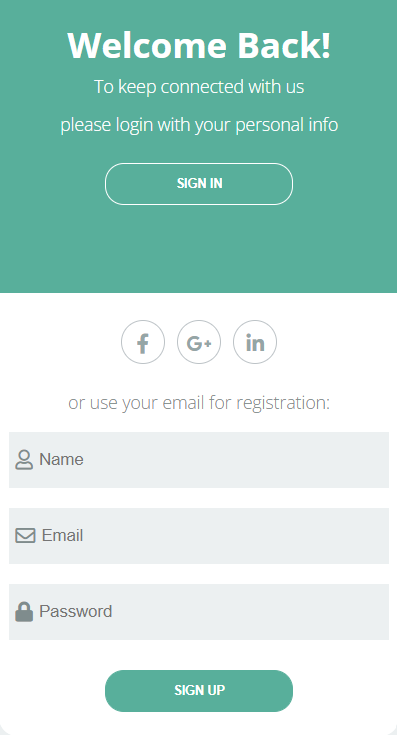 Welcome Back!
To keep connected with us
please login with your personal info
SIGN IN
f G+ in
or use your email for registration:
Name
Email
Password
SIGN UP